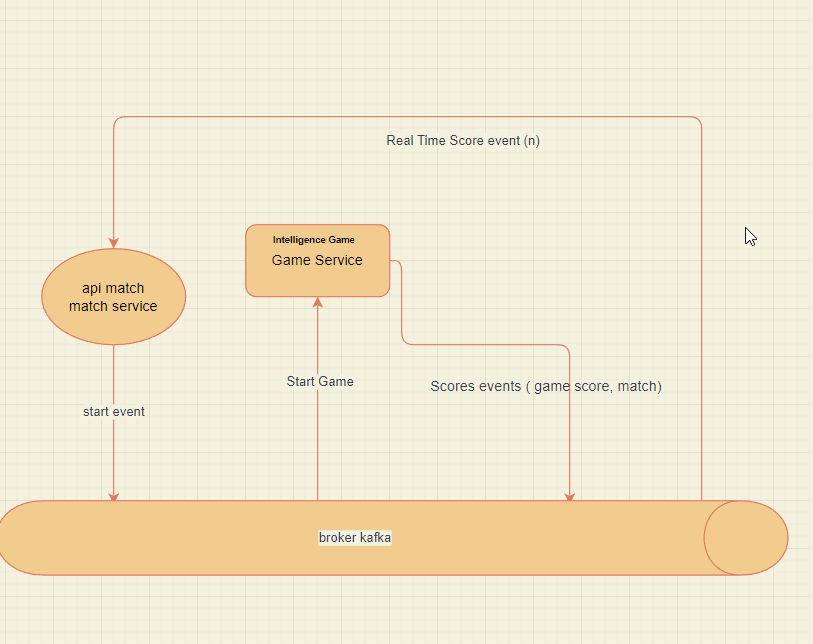 Real Time Score event (n)
Intelligence Game
Game Service
api match
match service
Start Game
Scores events ( game score, match)
start event
broker kafka